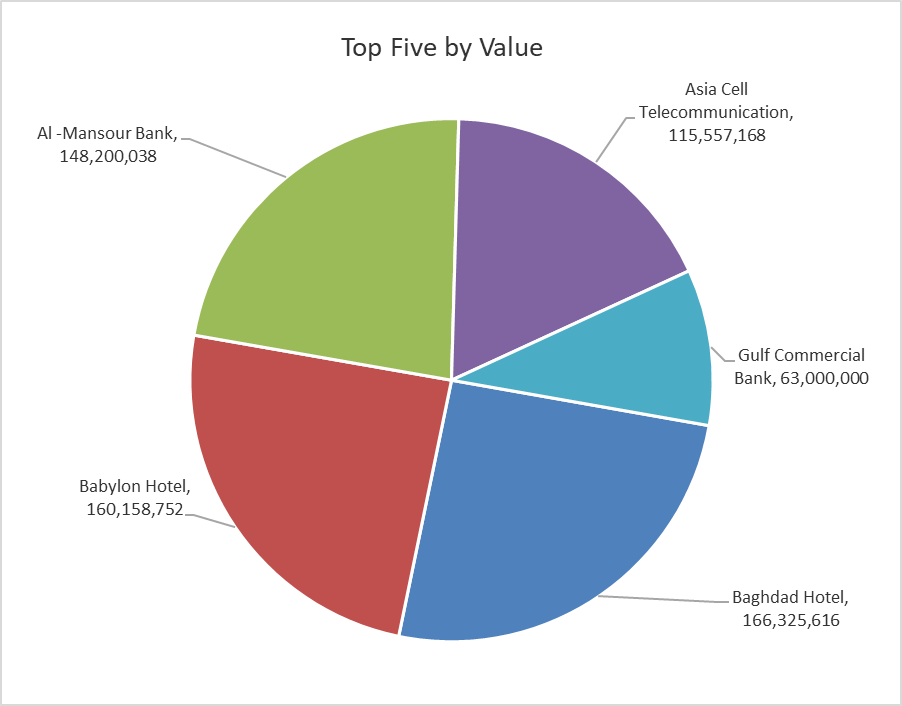 Top Five by Value
Asia Cell
Telecommunication,
115,557,168
Al -Mansour Bank,
148,200,038
Gulf Commercial
Bank, 63,000,000
Babylon Hotel,
160,158,752
Baghdad Hotel,
166,325,616